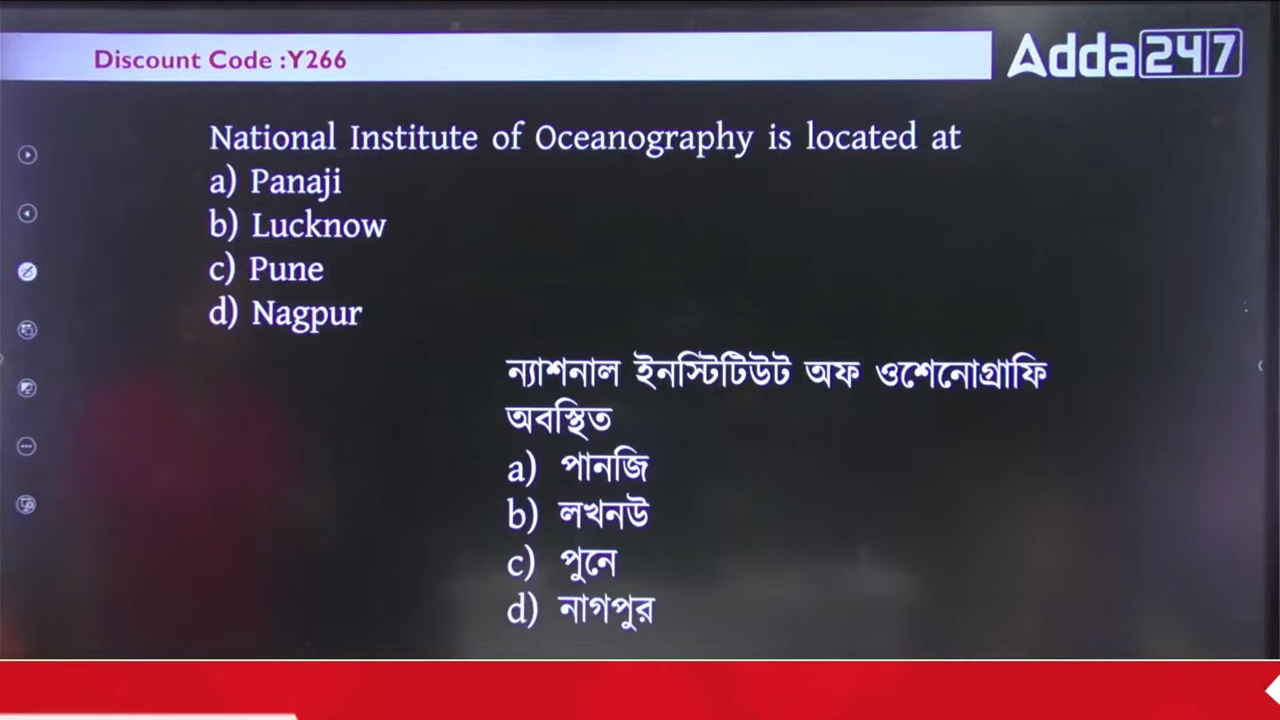 Discount Code :Y266
Adda247
National Institute of Oceanography is located at
a) Panaji
b) Lucknow
c) Pune
d) Nagpur
ন্যাশনাল ইনস্টিটিউট অফ ওশেনোগ্রাফি
অবস্থিত
a) পানজি
b) লখনউ
c) পুনে
d) নাগপুর